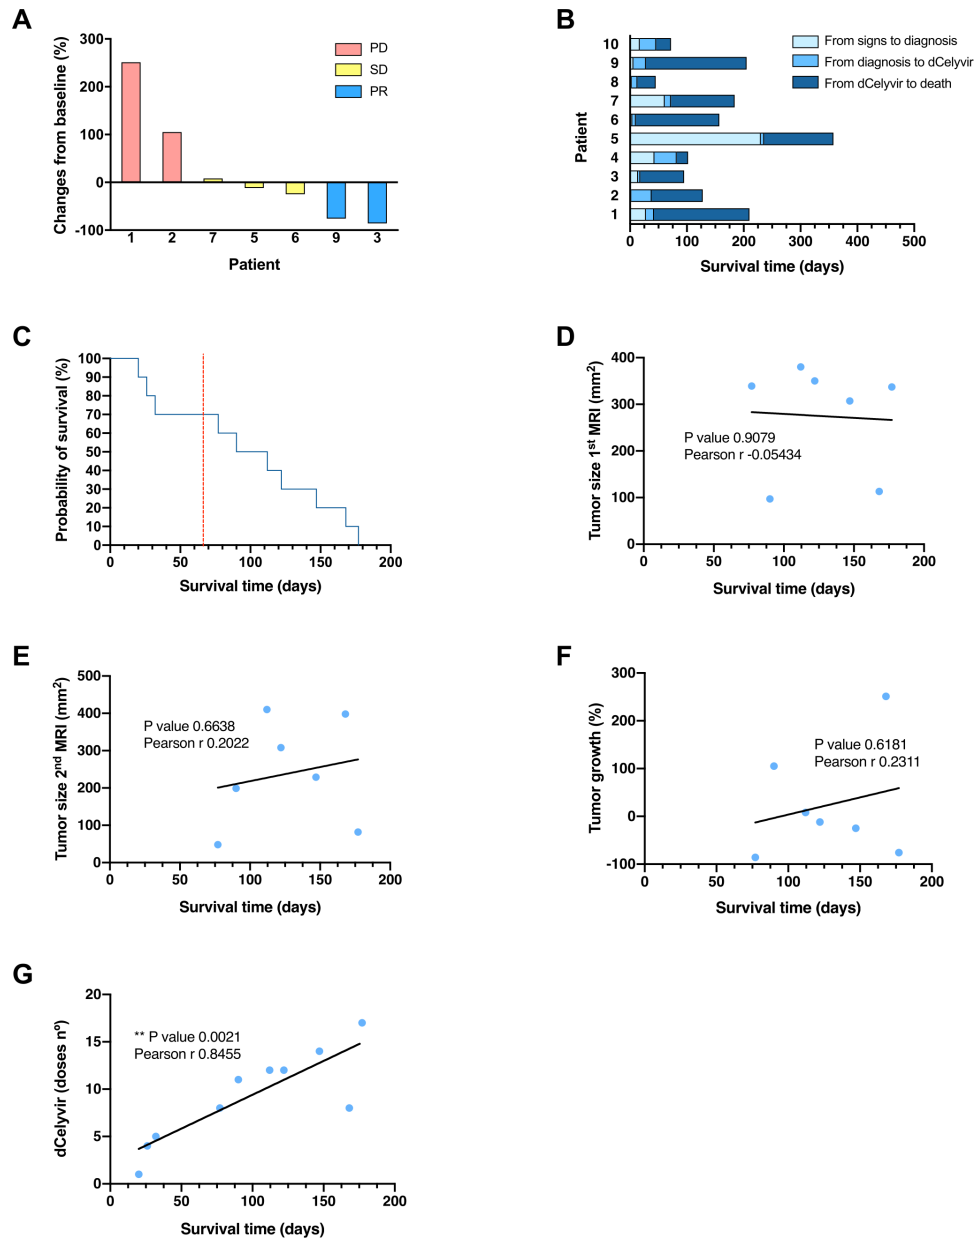 A
300
200
100
0
-100
Changes from baseline (%)
PD
SD
PR
1 2 7 5 6 9 3
Patient
B
10
9
8
7
6
5
4
3
2
1
Patient
From signs to diagnosis
From diagnosis to dCelyvir
From dCelyvir to death
0 100 200 300 400 500
Survival time (days)
C
100
90
80
70
60
50
40
30
20
10
0
Probability of survival (%)
0 50 100 150 200
Survival time (days)
D
400
300
200
100
0
Tumor size 1st MRI (mm2)
P value 0.9079
Pearson r -0.05434
0 50 100 150 200
Survival time (days)
E
500
400
300
200
100
0
Tumor size 2nd MRI (mm2)
P value 0.6638
Pearson r 0.2022
0 50 100 150 200
Survival time (days)
F
300
200
100
0
-100
Tumor growth (%)
P value 0.6181
Pearson r 0.2311
0 50 100 150 200
Survival time (days)
G
20
15
10
5
0
dCelyvir (doses nº)
** P value 0.0021
Pearson r 0.8455
0 50 100 150 200
Survival time (days)